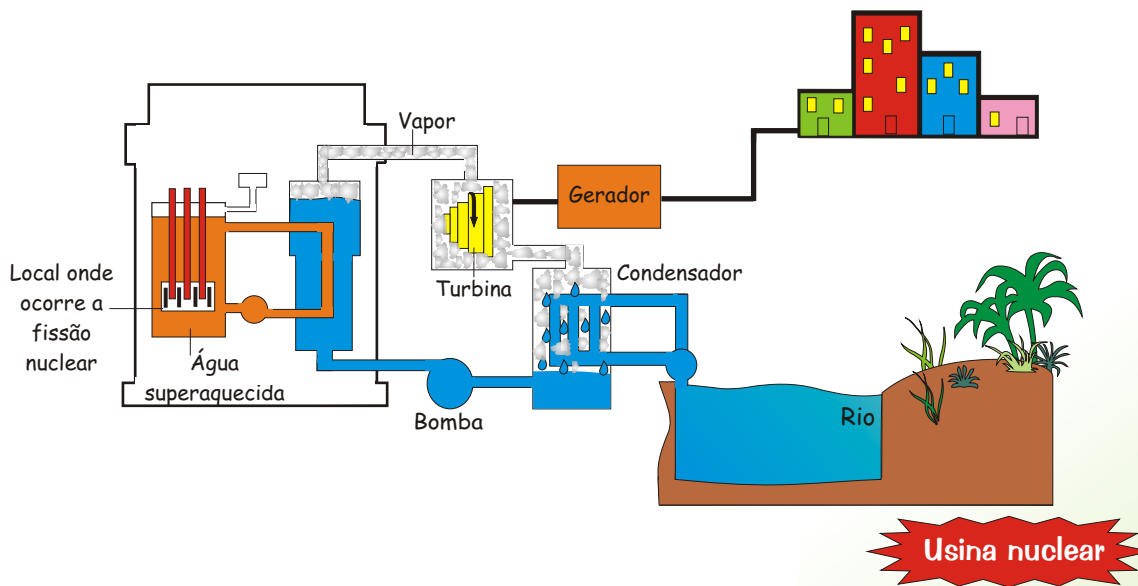 Vapor
Gerador
Local onde
ocorre a
fissão
nuclear
Turbina
Condensador
Água
superaquecida
Bomba
Rio
Usina nuclear